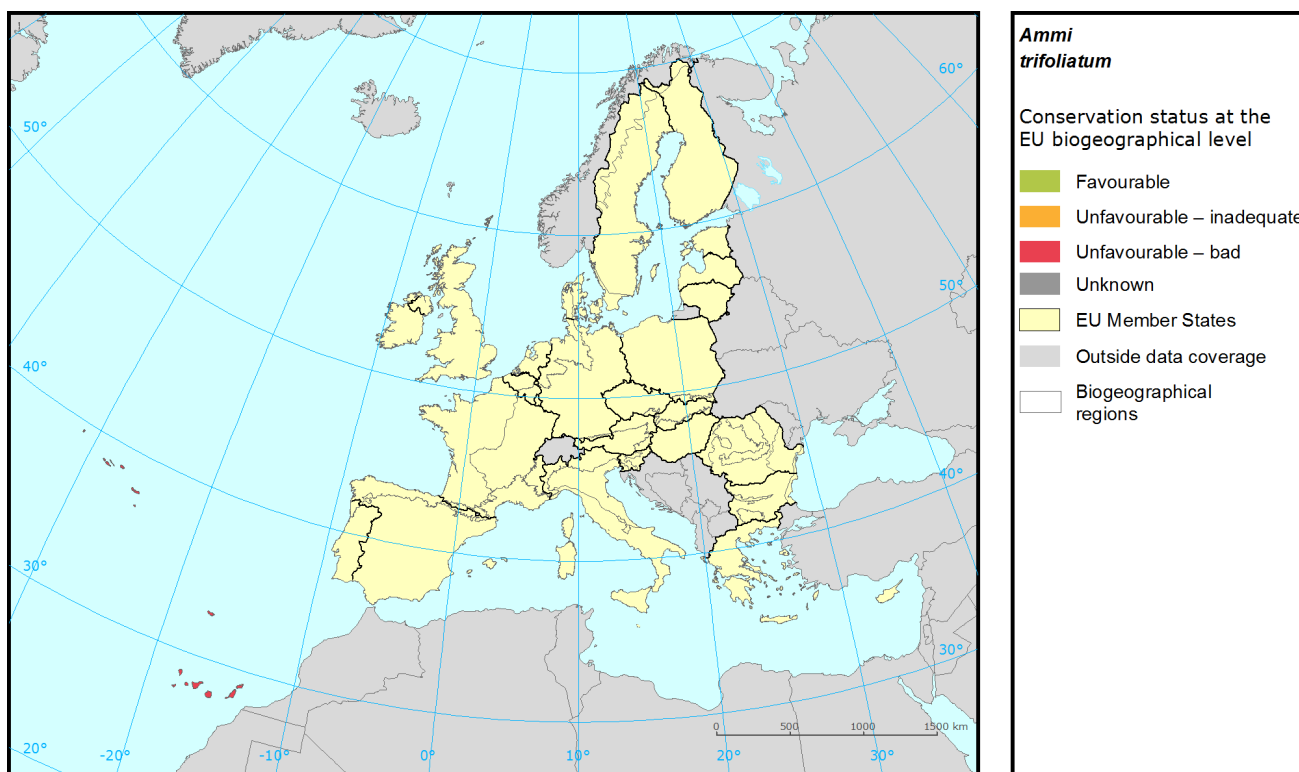 Ammi
trifoliatum
Conservation status at the
EU biogeographical level
Favourable
Unfavourable – inadequate
Unfavourable – bad
Unknown
EU Member States
Outside data coverage
Biogeographical
regions
60°
50°
50°
40°
40°
30°
30°
0 500 1000 1500 km
20° -20° -10° 0° 10° 20° 30°